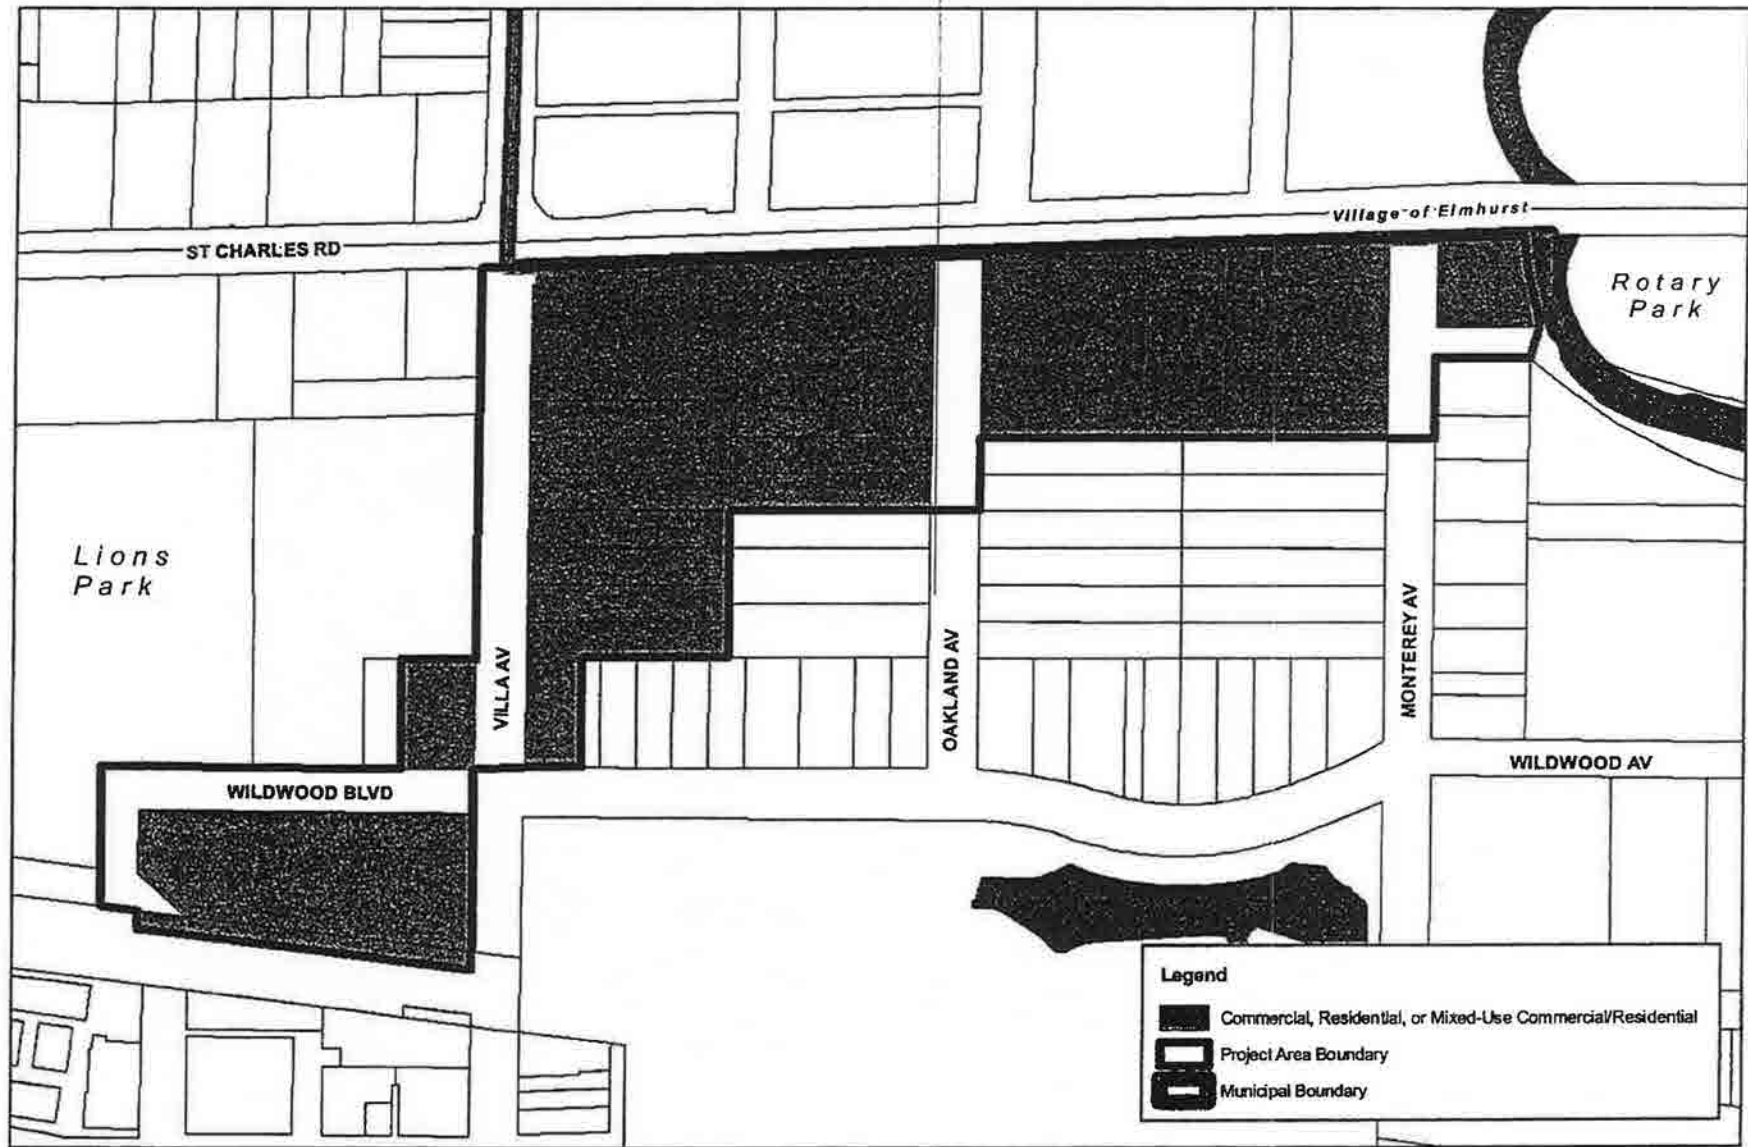 Village of Elmhurst
ST CHARLES RD
Rotary
Park
Lions
Park
VILLA AV
OAKLAND AV
MONTEREY AV
WILDWOOD AV
WILDWOOD BLVD
Legend
Commercial, Residential, or Mixed-Use Commercial/Residential
Project Area Boundary
Municipal Boundary